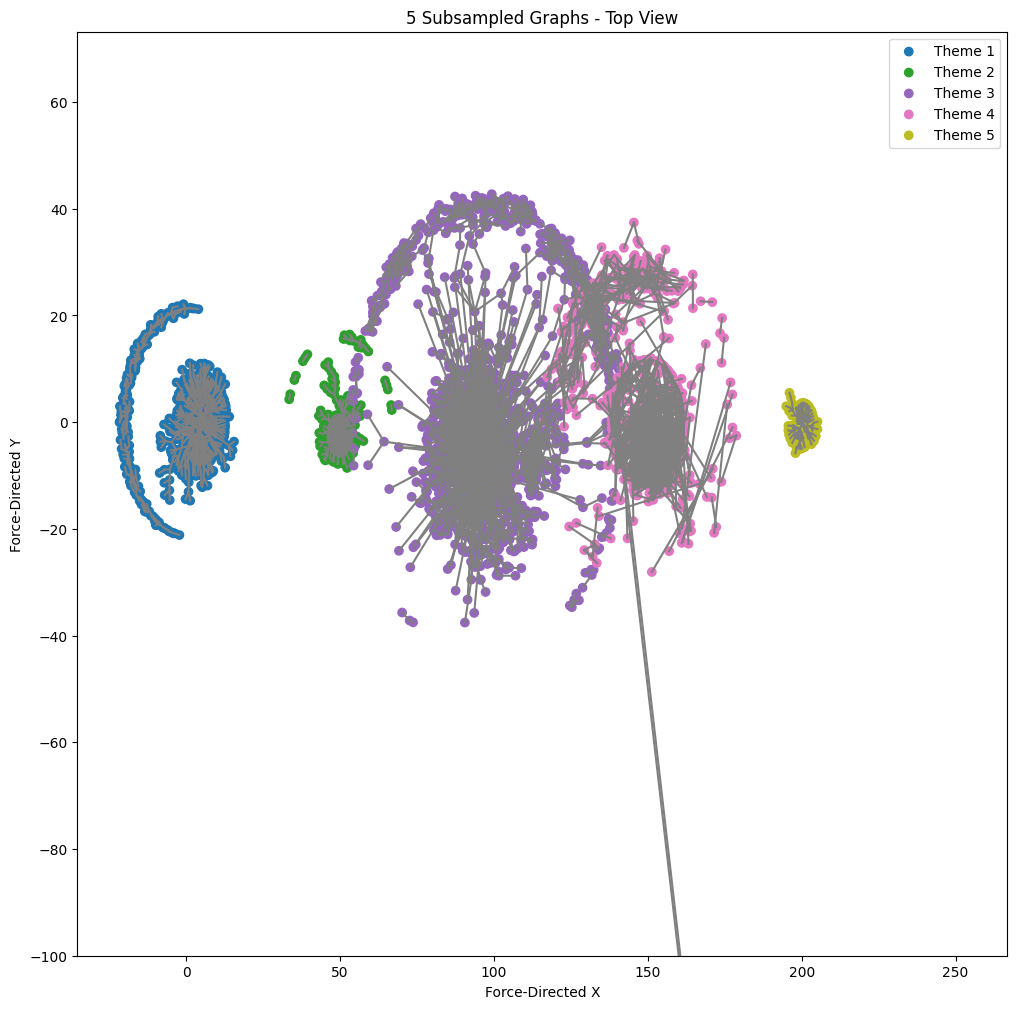 5 Subsampled Graphs - Top View
Theme 1
Theme 2
Theme 3
Theme 4
Theme 5
60
40
20
0
−20
−40
−60
−80
−100
Force-Directed Y
0
50
100
150
200
250
Force-Directed X